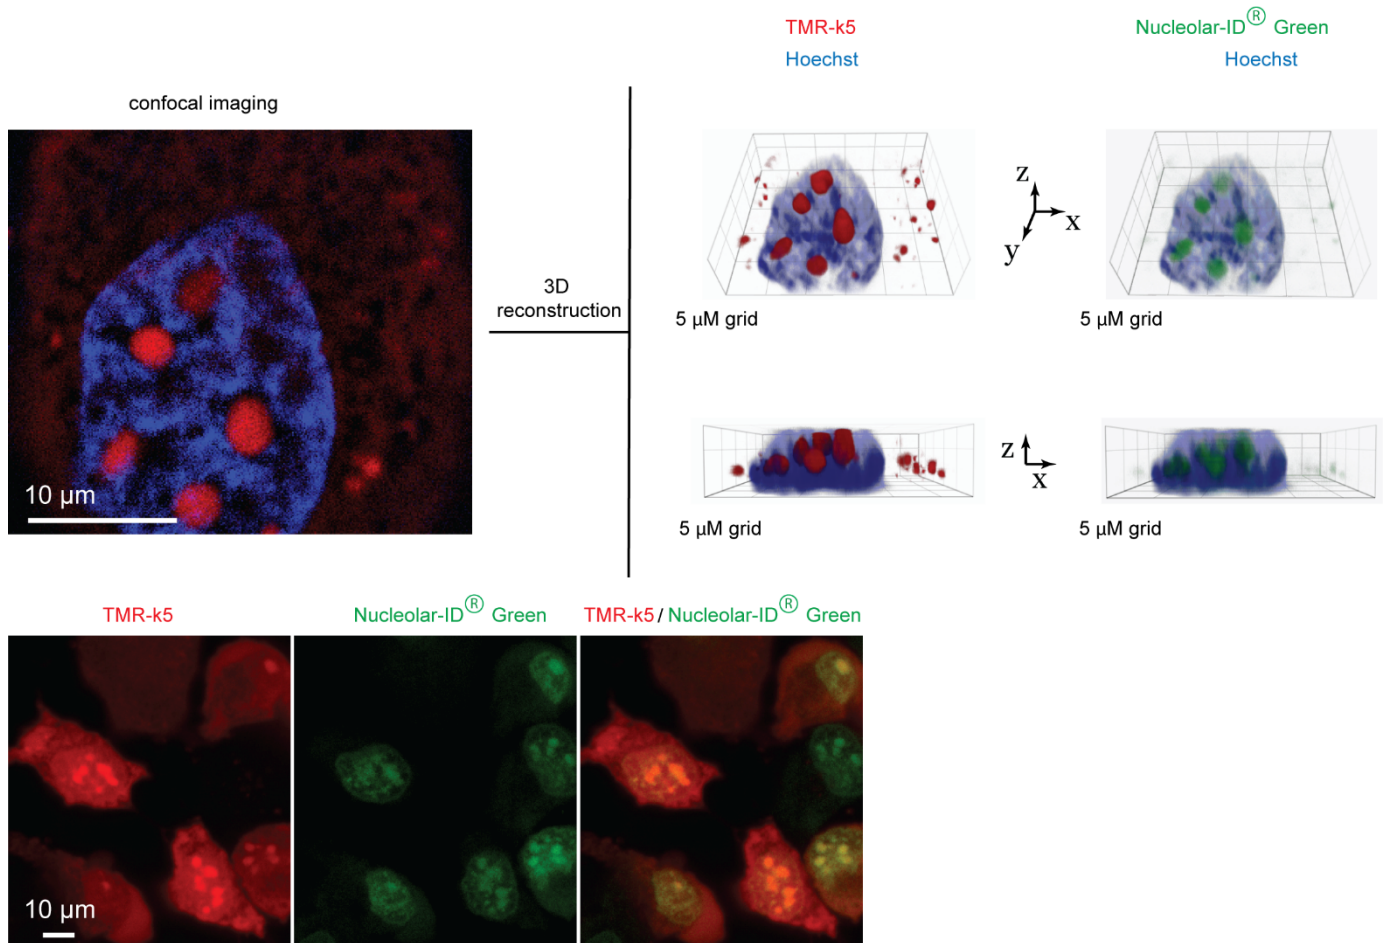 TMR-k5
Hoechst
Nucleolar-ID® Green
Hoechst
confocal imaging
10 µm
3D
reconstruction
z
x
y
5 µM grid
5 µM grid
z
x
5 µM grid
5 µM grid
TMR-k5
Nucleolar-ID® Green
TMR-k5 / Nucleolar-ID® Green
10 µm